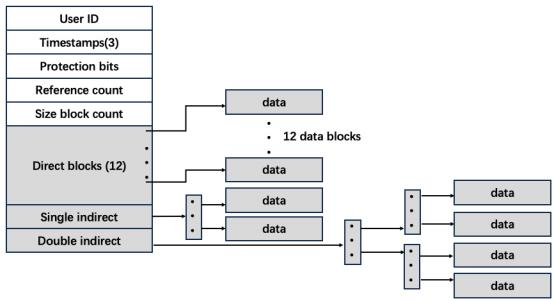 User ID
Timestamps(3)
Protection bits
Reference count
Size block count
Direct blocks (12)
Single indirect
Double indirect
data
12 data blocks
data
data
data
data
data
data
data